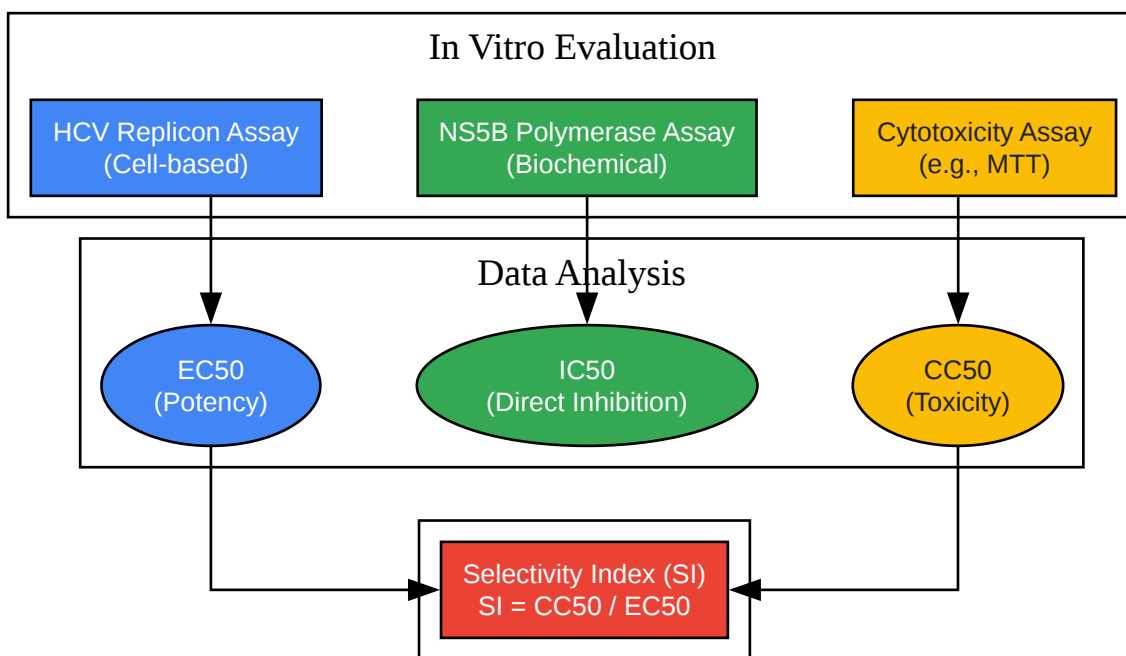 In Vitro Evaluation
HCV Replicon Assay
(Cell-based)
NS5B Polymerase Assay
(Biochemical)
Cytotoxicity Assay
(e.g., MTT)
Data Analysis
EC50
(Potency)
IC50
(Direct Inhibition)
CC50
(Toxicity)
Selectivity Index (SI)
SI = CC50 / EC50